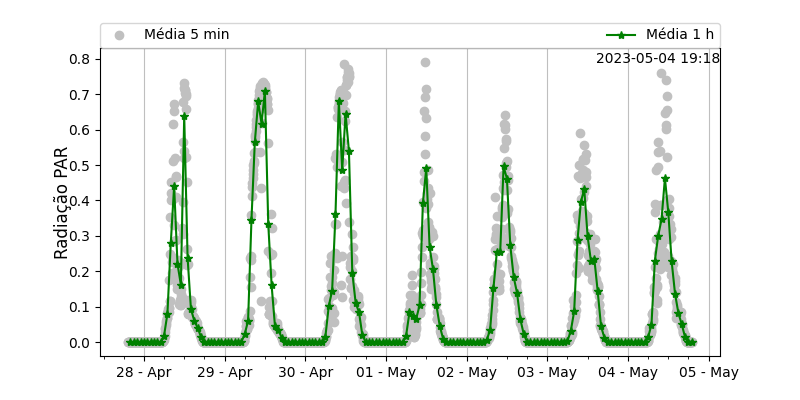 Média 5 min
Média 1 h
2023-05-04 19:18
Radiação PAR
0.8
0.7
0.6
0.5
0.4
0.3
0.2
0.1
0.0
28 - Apr
29 - Apr
30 - Apr
01 - May
02 - May
03 - May
04 - May
05 - May